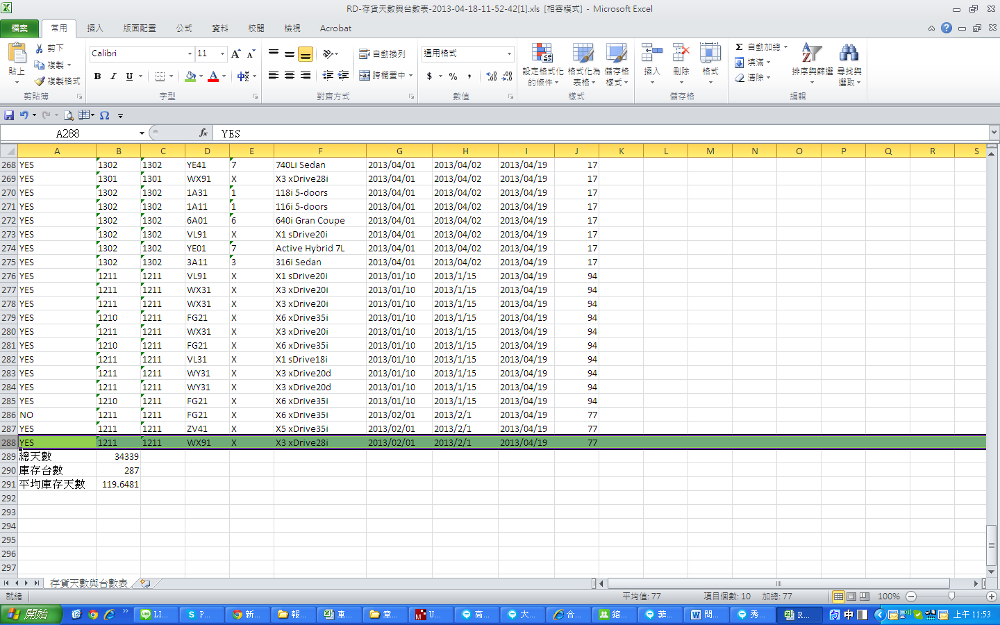 RD-存貨天數與台數表-2013-04-18-11-52-42[1].xls [相容模式] - Microsoft Excel
檔案 常用 插入 版面配置 公式 資料 校閱 檢視 Acrobat
貼上 剪下 複製 複製格式 剪貼簿
Calibri 11 B I U A 字型
自動換列 跨欄置中 對齊方式
通用格式 $ % , .00 數值
設定格式化的條件 格式化為表格 儲存格樣式 樣式
插入 刪除 格式 儲存格
Σ 自動加總 填滿 清除 排序與篩選 尋找與選取 編輯
A288 fx YES
A B C D E F G H I J K L M N O P Q R S
268 YES 1302 1302 YE41 7 740Li Sedan 2013/04/01 2013/04/02 2013/04/19 17
269 YES 1301 1301 WX91 X X3 xDrive28i 2013/04/01 2013/04/02 2013/04/19 17
270 YES 1302 1302 1A31 1 118i 5-doors 2013/04/01 2013/04/02 2013/04/19 17
271 YES 1302 1302 1A11 1 116i 5-doors 2013/04/01 2013/04/02 2013/04/19 17
272 YES 1302 1302 6A01 6 640i Gran Coupe 2013/04/01 2013/04/02 2013/04/19 17
273 YES 1302 1302 VL91 X X1 sDrive20i 2013/04/01 2013/04/02 2013/04/19 17
274 YES 1302 1302 YE01 7 Active Hybrid 7L 2013/04/01 2013/04/02 2013/04/19 17
275 YES 1302 1302 3A11 3 316i Sedan 2013/04/01 2013/04/02 2013/04/19 17
276 YES 1211 1211 VL91 X X1 sDrive20i 2013/01/10 2013/1/15 2013/04/19 94
277 YES 1211 1211 WX31 X X3 xDrive20i 2013/01/10 2013/1/15 2013/04/19 94
278 YES 1211 1211 WX31 X X3 xDrive20i 2013/01/10 2013/1/15 2013/04/19 94
279 YES 1210 1211 FG21 X X6 xDrive35i 2013/01/10 2013/1/15 2013/04/19 94
280 YES 1211 1211 WX31 X X3 xDrive20i 2013/01/10 2013/1/15 2013/04/19 94
281 YES 1210 1211 FG21 X X6 xDrive35i 2013/01/10 2013/1/15 2013/04/19 94
282 YES 1211 1211 VL31 X X1 sDrive18i 2013/01/10 2013/1/15 2013/04/19 94
283 YES 1211 1211 WY31 X X3 xDrive20d 2013/01/10 2013/1/15 2013/04/19 94
284 YES 1211 1211 WY31 X X3 xDrive20d 2013/01/10 2013/1/15 2013/04/19 94
285 YES 1210 1211 FG21 X X6 xDrive35i 2013/01/10 2013/1/15 2013/04/19 94
286 NO 1211 1211 FG21 X X6 xDrive35i 2013/02/01 2013/2/1 2013/04/19 77
287 YES 1211 1211 ZV41 X X5 xDrive35i 2013/02/01 2013/2/1 2013/04/19 77
288 YES 1211 1211 WX91 X X3 xDrive28i 2013/02/01 2013/2/1 2013/04/19 77
289 總天數 34339
290 庫存台數 287
291 平均庫存天數 119.6481
292
293
294
295
296
297
存貨天數與台數表
就緒 平均值: 77 項目個數: 10 加總: 77 100%
開始 LI... P... 新... 報... 車... 章... U... 高... 大... 合... 鎔... 菲... 問... 秀... R... 中 上午 11:53